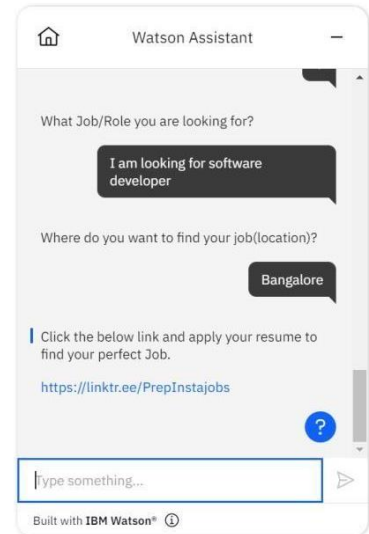 Watson Assistant
What Job/Role you are looking for?
I am looking for software
developer
Where do you want to find your job(location)?
Bangalore
Click the below link and apply your resume to
find your perfect Job.
https://linktr.ee/PrepInstajobs
?
Type something...
Built with IBM Watson®